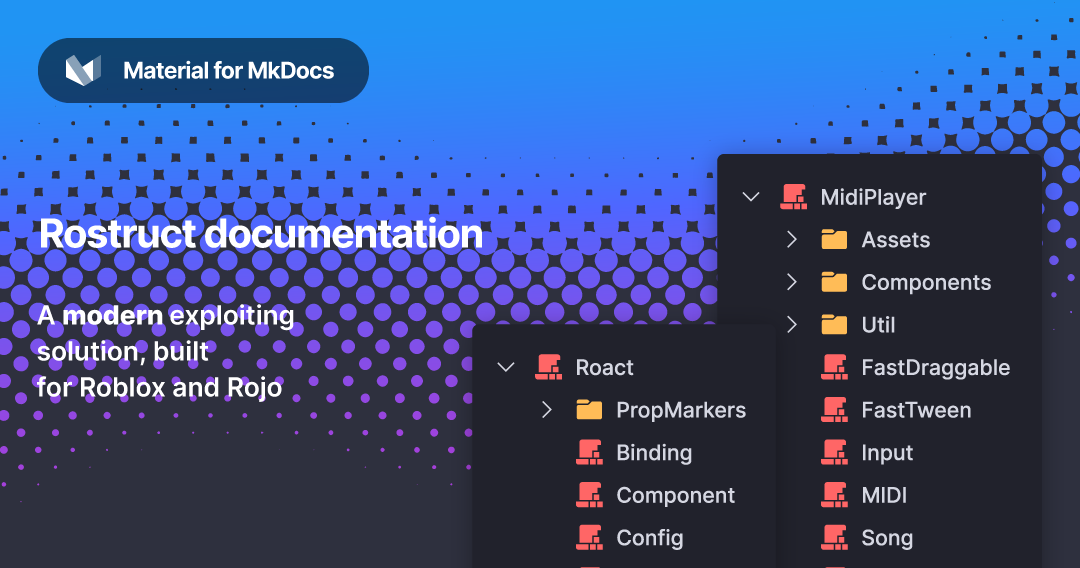 Material for MkDocs
Rostruct documentation
A modern exploiting
solution, built
for Roblox and Rojo
Roact
PropMarkers
Binding
Component
Config
MidiPlayer
Assets
Components
Util
FastDraggable
FastTween
Input
MIDI
Song